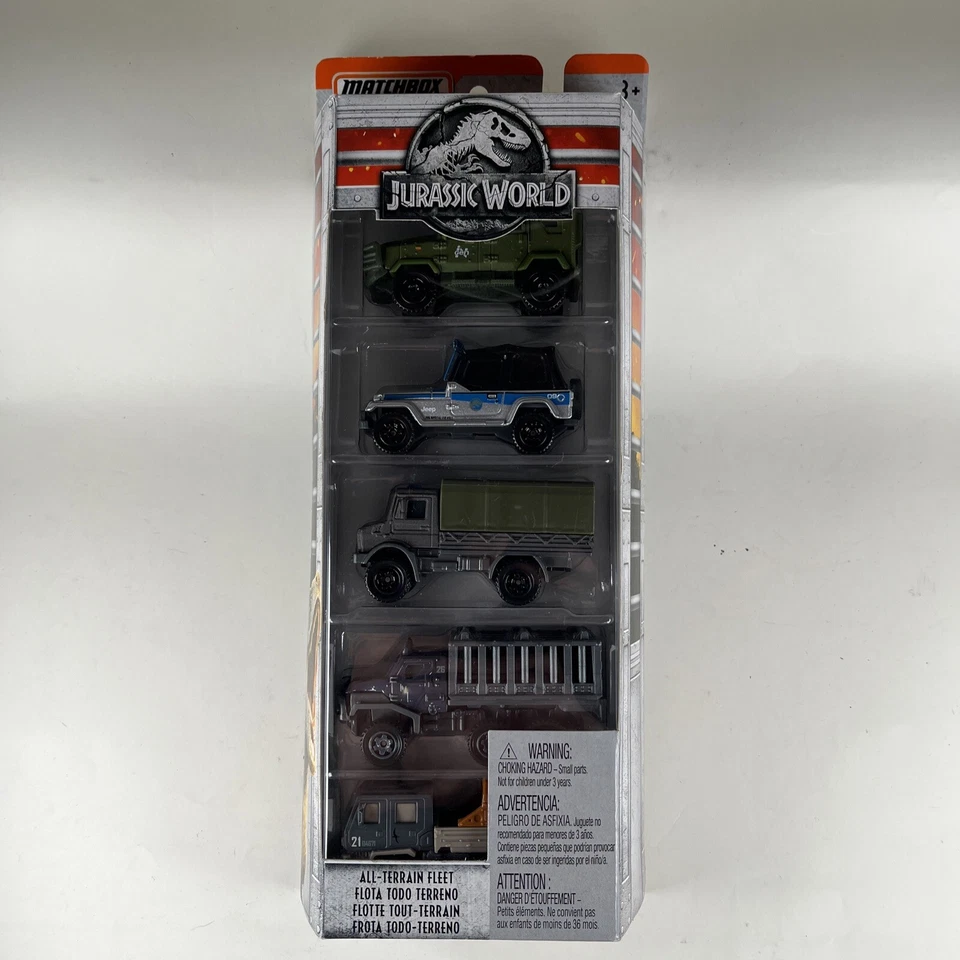 MATCHBOX
3+
JURASSIC WORLD
Jeep
21
WARNING:
CHOKING HAZARD – Small parts.
Not for children under 3 years.
ADVERTENCIA:
PELIGRO DE ASFIXIA. Juguete no
recomendado para menores de 3 años.
Contiene piezas pequeñas que podrían provocar
asfixia en caso de ser ingeridas por el niño/a.
ATTENTION :
DANGER D'ÉTOUFFEMENT –
Petits éléments. Ne convient pas
aux enfants de moins de 36 mois.
ALL-TERRAIN FLEET
FLOTA TODO TERRENO
FLOTTE TOUT-TERRAIN
FROTA TODO-TERRENO